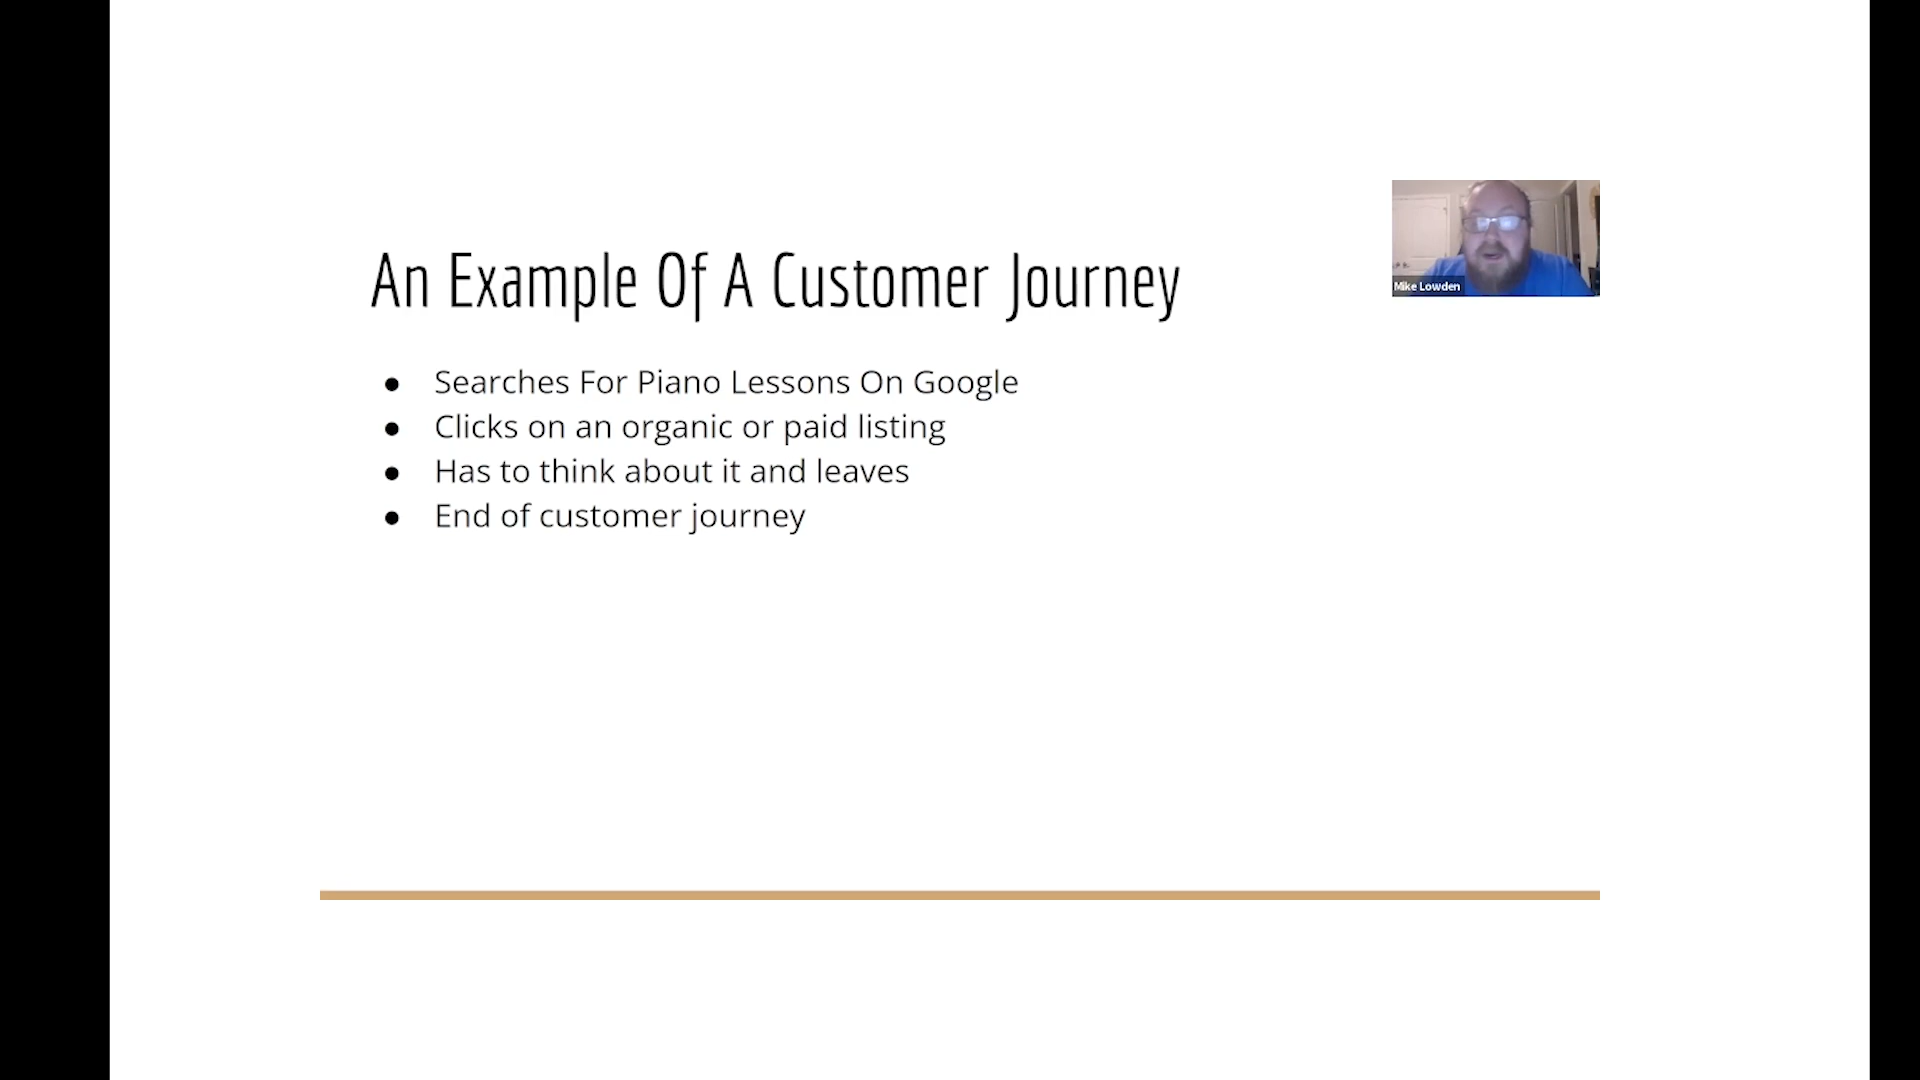 Mike Lowden
An Example Of A Customer Journey
● Searches For Piano Lessons On Google
● Clicks on an organic or paid listing
● Has to think about it and leaves
● End of customer journey